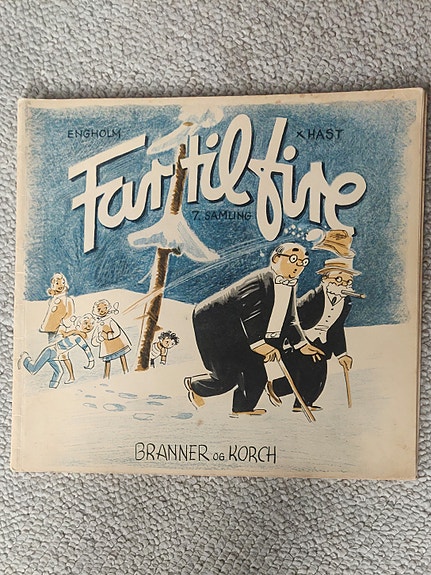 ENGHOLM × HAST
Far til fire
7. SAMLING
BRANNER OG KORCH